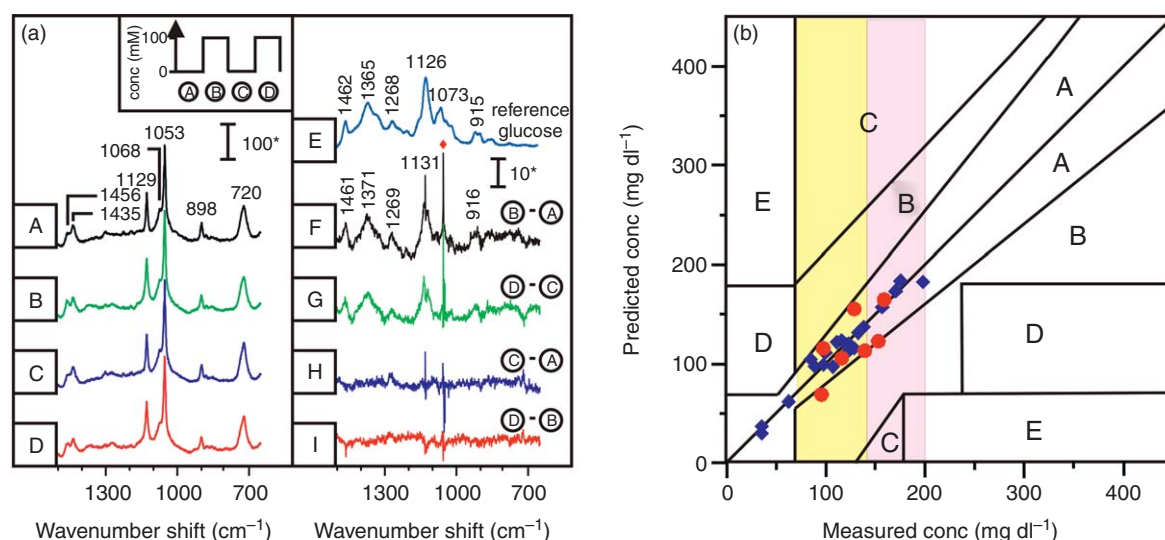 (a)
conc (mM)
100
0
A B C D
100*
1053
1068
1456
1435
1129
898
720
A
B
C
D
1300 1000 700
Wavenumber shift (cm⁻¹)
1462
1365
1268
1126
1073
915
reference
glucose
E
10*
1461
1371
1269
1131
916
F
B - A
G
D - C
H
C - A
I
D - B
1300 1000 700
Wavenumber shift (cm⁻¹)
(b)
Predicted conc (mg dl⁻¹)
400
300
200
100
0
E
C
B
A
A
B
D
D
C
E
0 100 200 300 400
Measured conc (mg dl⁻¹)